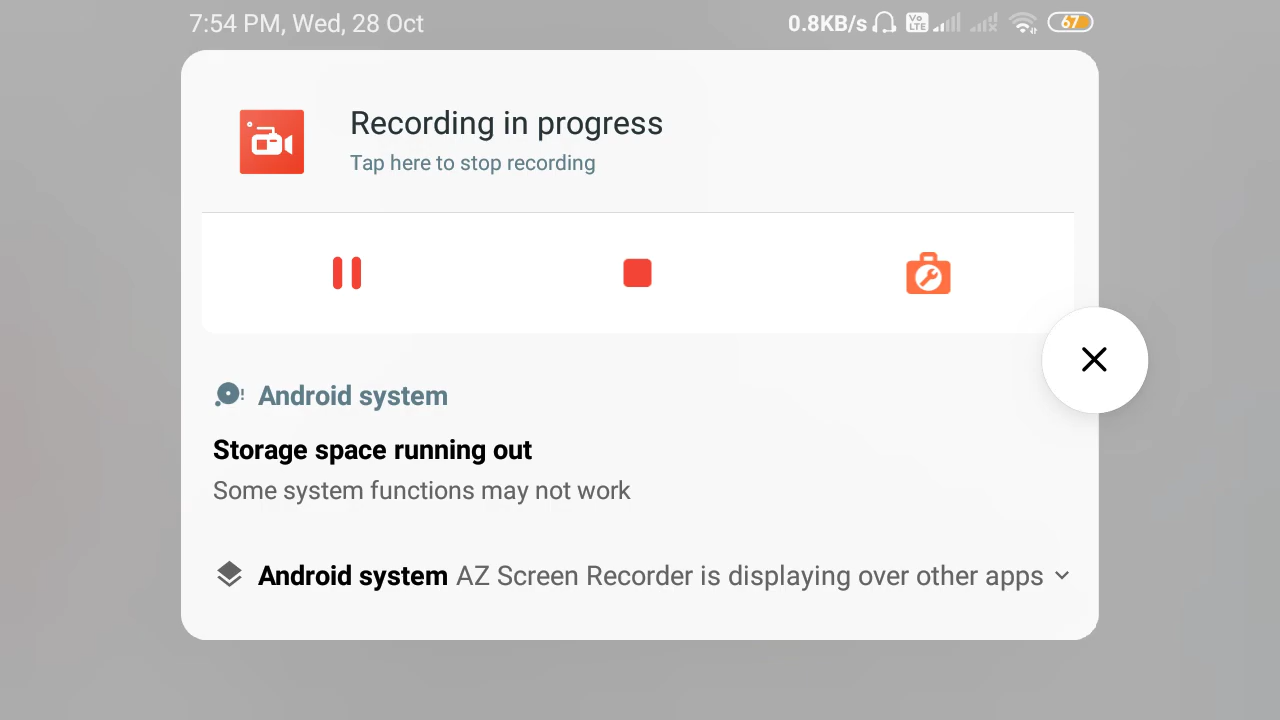 7:54 PM, Wed, 28 Oct 0.8KB/s Vo LTE 67
Recording in progress
Tap here to stop recording
Android system
Storage space running out
Some system functions may not work
Android system AZ Screen Recorder is displaying over other apps